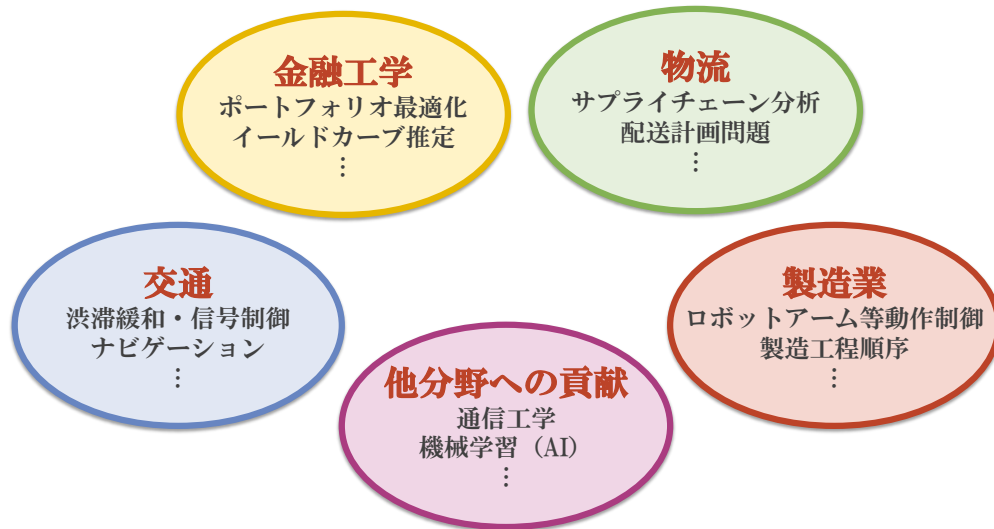 金融工学
ポートフォリオ最適化
イールドカーブ推定
⋮
物流
サプライチェーン分析
配送計画問題
⋮
交通
渋滞緩和・信号制御
ナビゲーション
⋮
製造業
ロボットアーム等動作制御
製造工程順序
⋮
他分野への貢献
通信工学
機械学習（AI）
⋮